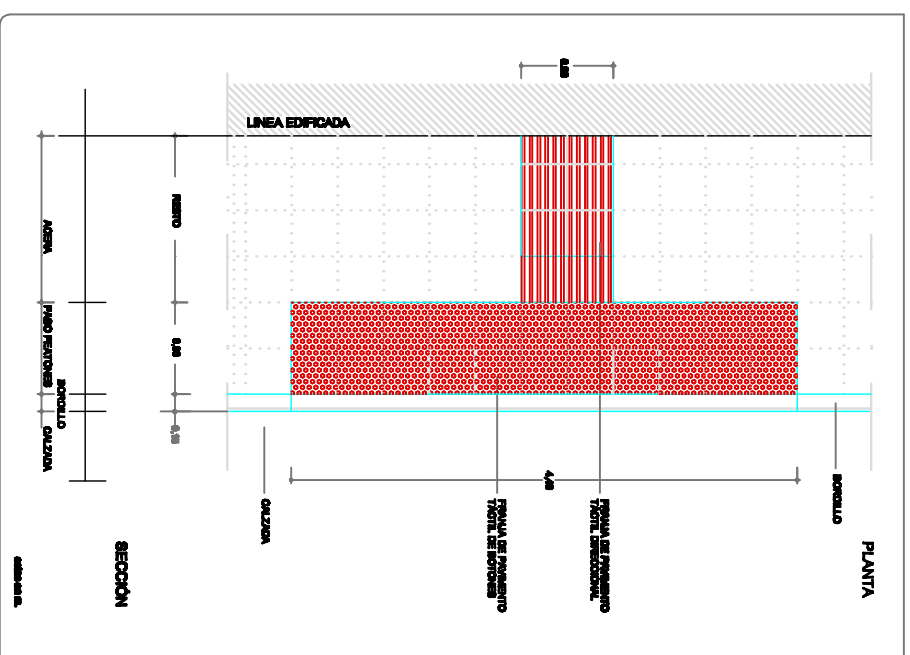 LINEA EDIFICADA
RESTO
ACERA
PASO PEATONES
BORDILLO
CALZADA
CALZADA
FRANJA DE PAVIMENTO
TÁCTIL DE BOTONES
FRANJA DE PAVIMENTO
TÁCTIL DIRECCIONAL
BORDILLO
SECCIÓN
PLANTA